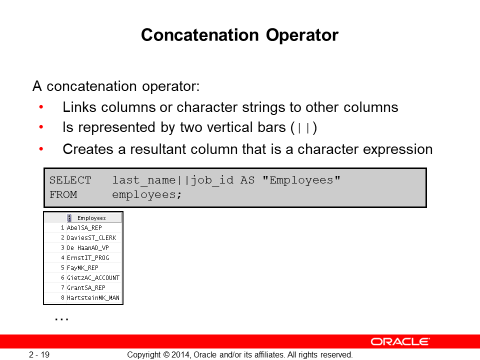 Concatenation Operator
A concatenation operator:
• Links columns or character strings to other columns
• Is represented by two vertical bars (||)
• Creates a resultant column that is a character expression
SELECT last_name||job_id AS "Employees"
FROM employees;
Employees
1 AbelSA_REP
2 DaviesST_CLERK
3 De HaanAD_VP
4 ErnstIT_PROG
5 FayMK_REP
6 GietzAC_ACCOUNT
7 GrantSA_REP
8 HartsteinMK_MAN
…
ORACLE
2 - 19 Copyright © 2014, Oracle and/or its affiliates. All rights reserved.